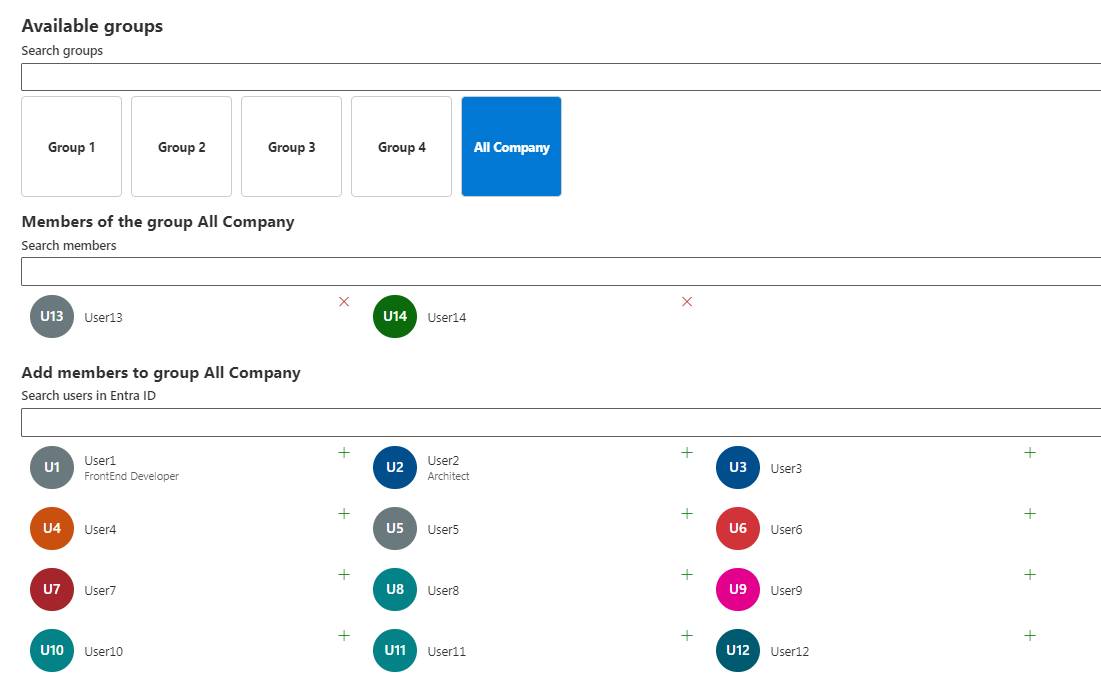 Available groups
Search groups
Group 1 Group 2 Group 3 Group 4 All Company
Members of the group All Company
Search members
U13 User13 U14 User14
Add members to group All Company
Search users in Entra ID
U1 User1 U2 User2 U3 User3
FrontEnd Developer Architect
U4 User4 U5 User5 U6 User6
U7 User7 U8 User8 U9 User9
U10 User10 U11 User11 U12 User12